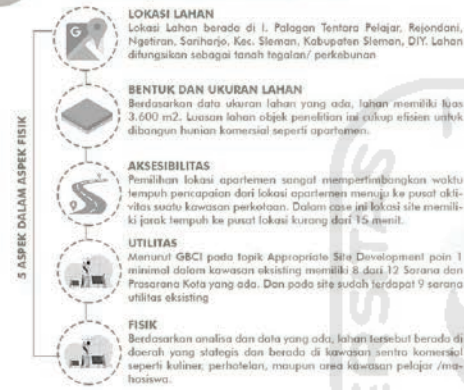 5 ASPEK DALAM ASPEK FISIK
LOKASI LAHAN
Lokasi Lahan berada di l. Palagan Tentara Pelajar, Rejondani,
Ngetiran, Sariharjo, Kec. Sleman, Kabupaten Sleman, DIY. Lahan
difungsikan sebagai tanah tngalan/ perkebunan
BENTUK DAN UKURAN LAHAN
Berdasarkan data ukuran lahan yang ada, lahan memiliki luas
3.600 m2. Luasan lahan objek penelitian ini cukup efisien untuk
dibangun hunian komersial seperti apartemen.
AKSESIBILITAS
Pemilihan lokasi apartemen sangat mempertimbangkan waktu
tempuh pencapaian dari lokasi apartemen menuju ke pusat akti-
vitas suatu kawasan perkotaan. Dalam case ini lokasi site memili-
ki jarak tempuh ke pusat lokasi kurang dari 15 menit.
UTILITAS
Menurut GBCI pada topik Appropriate Site Development poin 1
minimal dalam kawasan eksisting memiliki 8 dari 12 Sarana dan
Prasarana Kota yang ada. Dan pada site sudah terdapat 9 sarana
utilitas eksisting
FISIK
Berdasarkan analisa dan data yang ada, lahan tersebut berada di
daerah yang stategis dan berada di kawasan sentra komersial
seperti kuliner, perhotelan, maupun area kawasan pelajar /ma-
hasiswa.